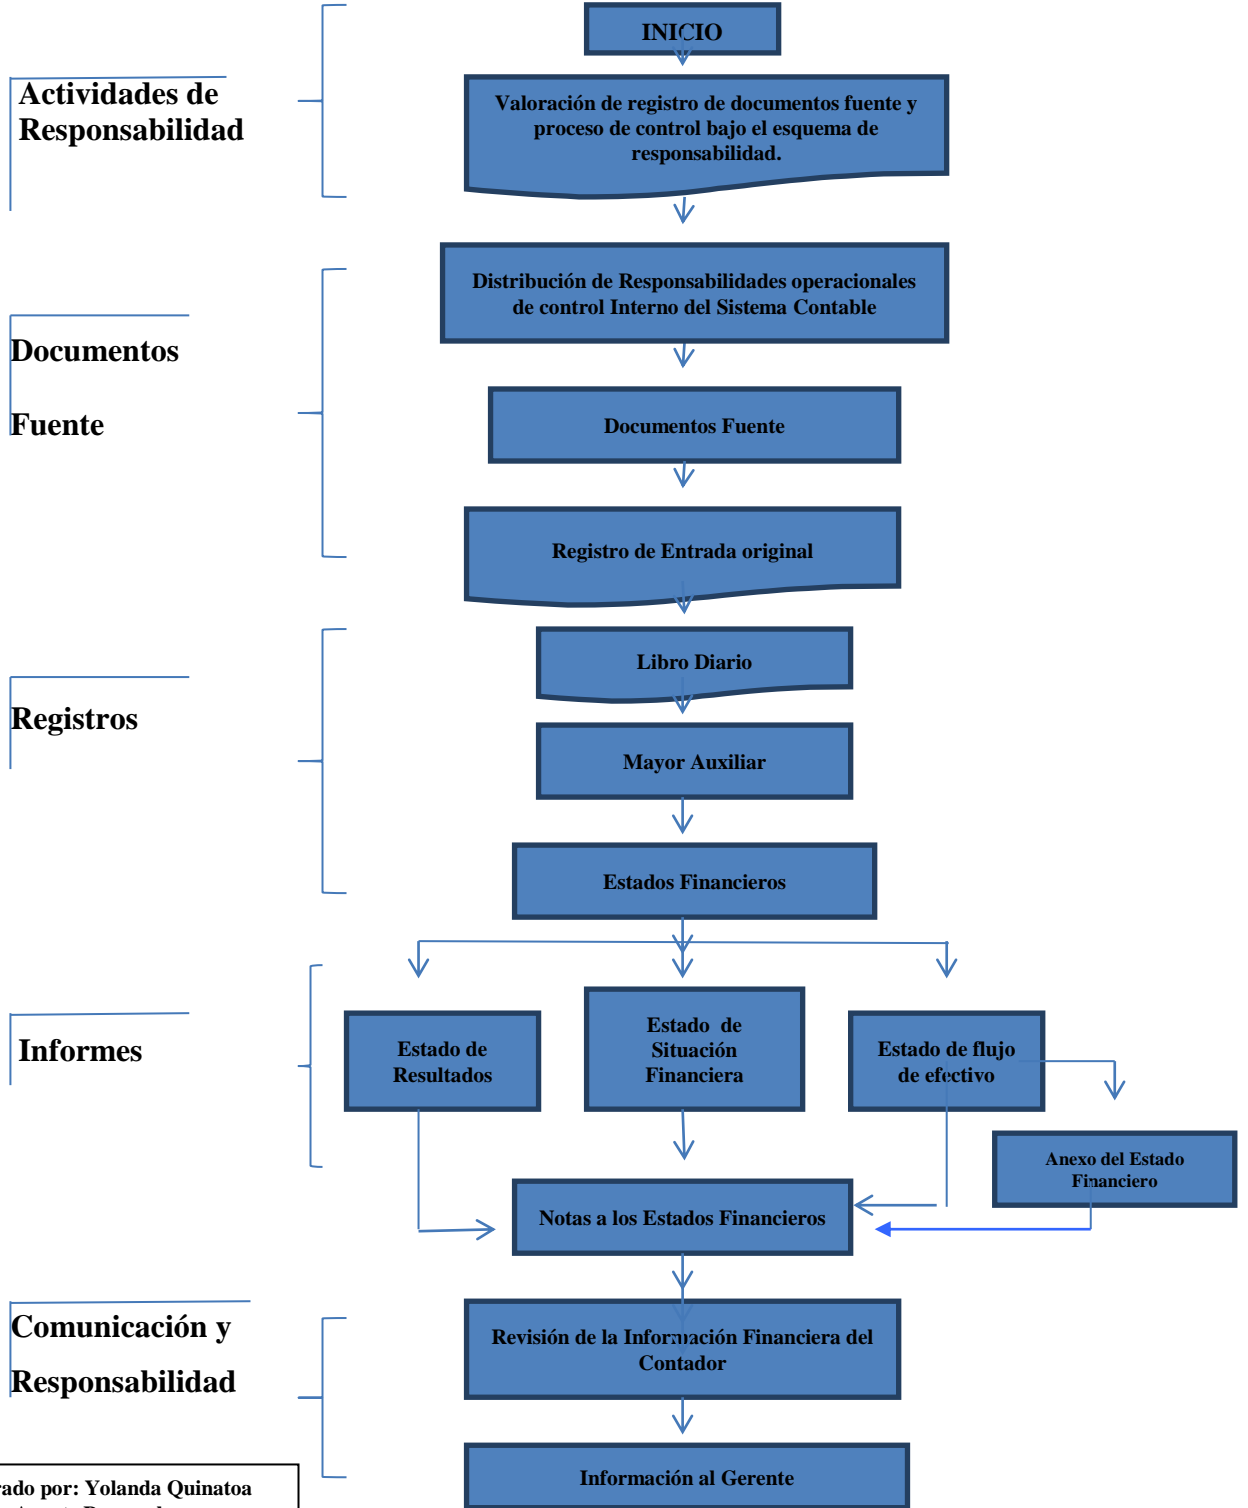 INICIO
Actividades de
Responsabilidad
Valoración de registro de documentos fuente y
proceso de control bajo el esquema de
responsabilidad.
Distribución de Responsabilidades operacionales
de control Interno del Sistema Contable
Documentos
Fuente
Documentos Fuente
Registro de Entrada original
Libro Diario
Registros
Mayor Auxiliar
Estados Financieros
Informes
Estado de
Resultados
Estado de
Situación
Financiera
Estado de flujo
de efectivo
Anexo del Estado
Financiero
Notas a los Estados Financieros
Comunicación y
Responsabilidad
Revisión de la Información Financiera del
Contador
Información al Gerente
rado por: Yolanda Quinatoa